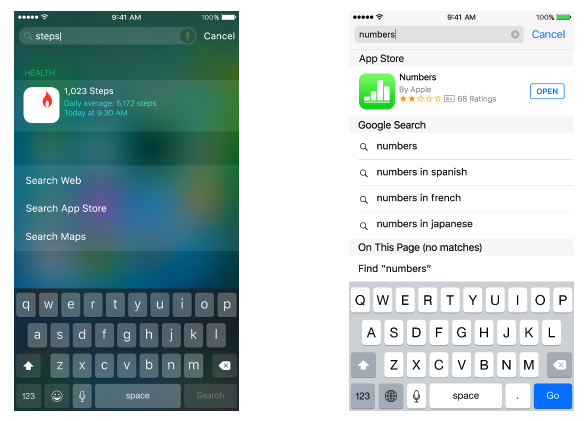 9:41 AM
100%
steps
Cancel
HEALTH
1,023 Steps
Daily average: 5,172 steps
Today at 9:30 AM
Search Web
Search App Store
Search Maps
q w e r t y u i o p
a s d f g h j k l
z x c v b n m
123 space Search
9:41 AM
100%
numbers
Cancel
App Store
Numbers
By Apple
4+ 68 Ratings
OPEN
Google Search
numbers
numbers in spanish
numbers in french
numbers in japanese
On This Page (no matches)
Find “numbers”
Q W E R T Y U I O P
A S D F G H J K L
Z X C V B N M
123 space . Go